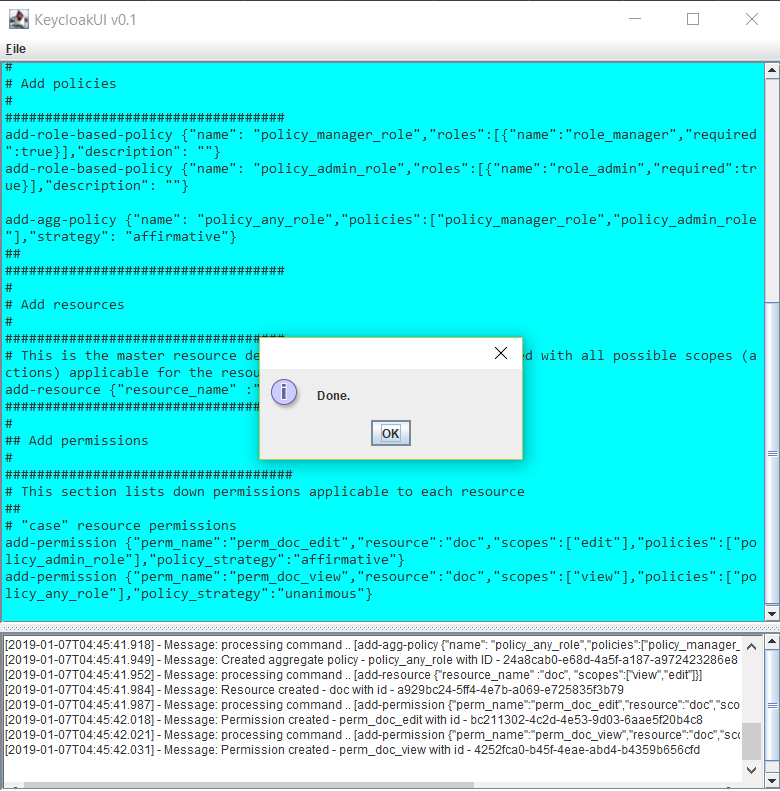 KeycloakUI v0.1
File
#
# Add policies
#
###################################
add-role-based-policy {"name": "policy_manager_role","roles":[{"name":"role_manager","required
":true}],"description": ""}
add-role-based-policy {"name": "policy_admin_role","roles":[{"name":"role_admin","required":tr
ue}],"description": ""}
add-agg-policy {"name": "policy_any_role","policies":["policy_manager_role","policy_admin_role
"],"strategy": "affirmative"}
##
###################################
#
# Add resources
#
###################################
# This is the master resource de ed with all possible scopes (a
ctions) applicable for the resou
add-resource {"resource_name" :"
################################
#
## Add permissions
#
####################################
# This section lists down permissions applicable to each resource
##
# "case" resource permissions
add-permission {"perm_name":"perm_doc_edit","resource":"doc","scopes":["edit"],"policies":["po
licy_admin_role"],"policy_strategy":"affirmative"}
add-permission {"perm_name":"perm_doc_view","resource":"doc","scopes":["view"],"policies":["po
licy_any_role"],"policy_strategy":"unanimous"}
Done.
OK
[2019-01-07T04:45:41.918] - Message: processing command .. [add-agg-policy {"name": "policy_any_role","policies":["policy_manager_
[2019-01-07T04:45:41.949] - Message: Created aggregate policy - policy_any_role with ID - 24a8cab0-e68d-4a5f-a187-a972423286e8
[2019-01-07T04:45:41.952] - Message: processing command .. [add-resource {"resource_name" :"doc", "scopes":["view","edit"]}]
[2019-01-07T04:45:41.984] - Message: Resource created - doc with id - a929bc24-5ff4-4e7b-a069-e725835f3b79
[2019-01-07T04:45:41.987] - Message: processing command .. [add-permission {"perm_name":"perm_doc_edit","resource":"doc","sco
[2019-01-07T04:45:42.018] - Message: Permission created - perm_doc_edit with id - bc211302-4c2d-4e53-9d03-6aae5f20b4c8
[2019-01-07T04:45:42.021] - Message: processing command .. [add-permission {"perm_name":"perm_doc_view","resource":"doc","sco
[2019-01-07T04:45:42.031] - Message: Permission created - perm_doc_view with id - 4252fca0-b45f-4eae-abd4-b4359b656cfd